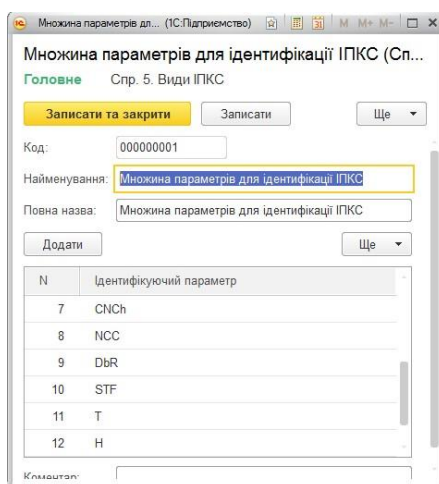 Множина параметрів дл... (1С:Підприємство) M M+ M-
Множина параметрів для ідентифікації ІПКС (Сп...
Головне Спр. 5. Види ІПКС
Записати та закрити Записати Ще
Код: 000000001
Найменування: Множина параметрів для ідентифікації ІПКС
Повна назва: Множина параметрів для ідентифікації ІПКС
Додати Ще
N Ідентифікуючий параметр
7 CNCh
8 NCC
9 DbR
10 STF
11 T
12 H
Коментар: